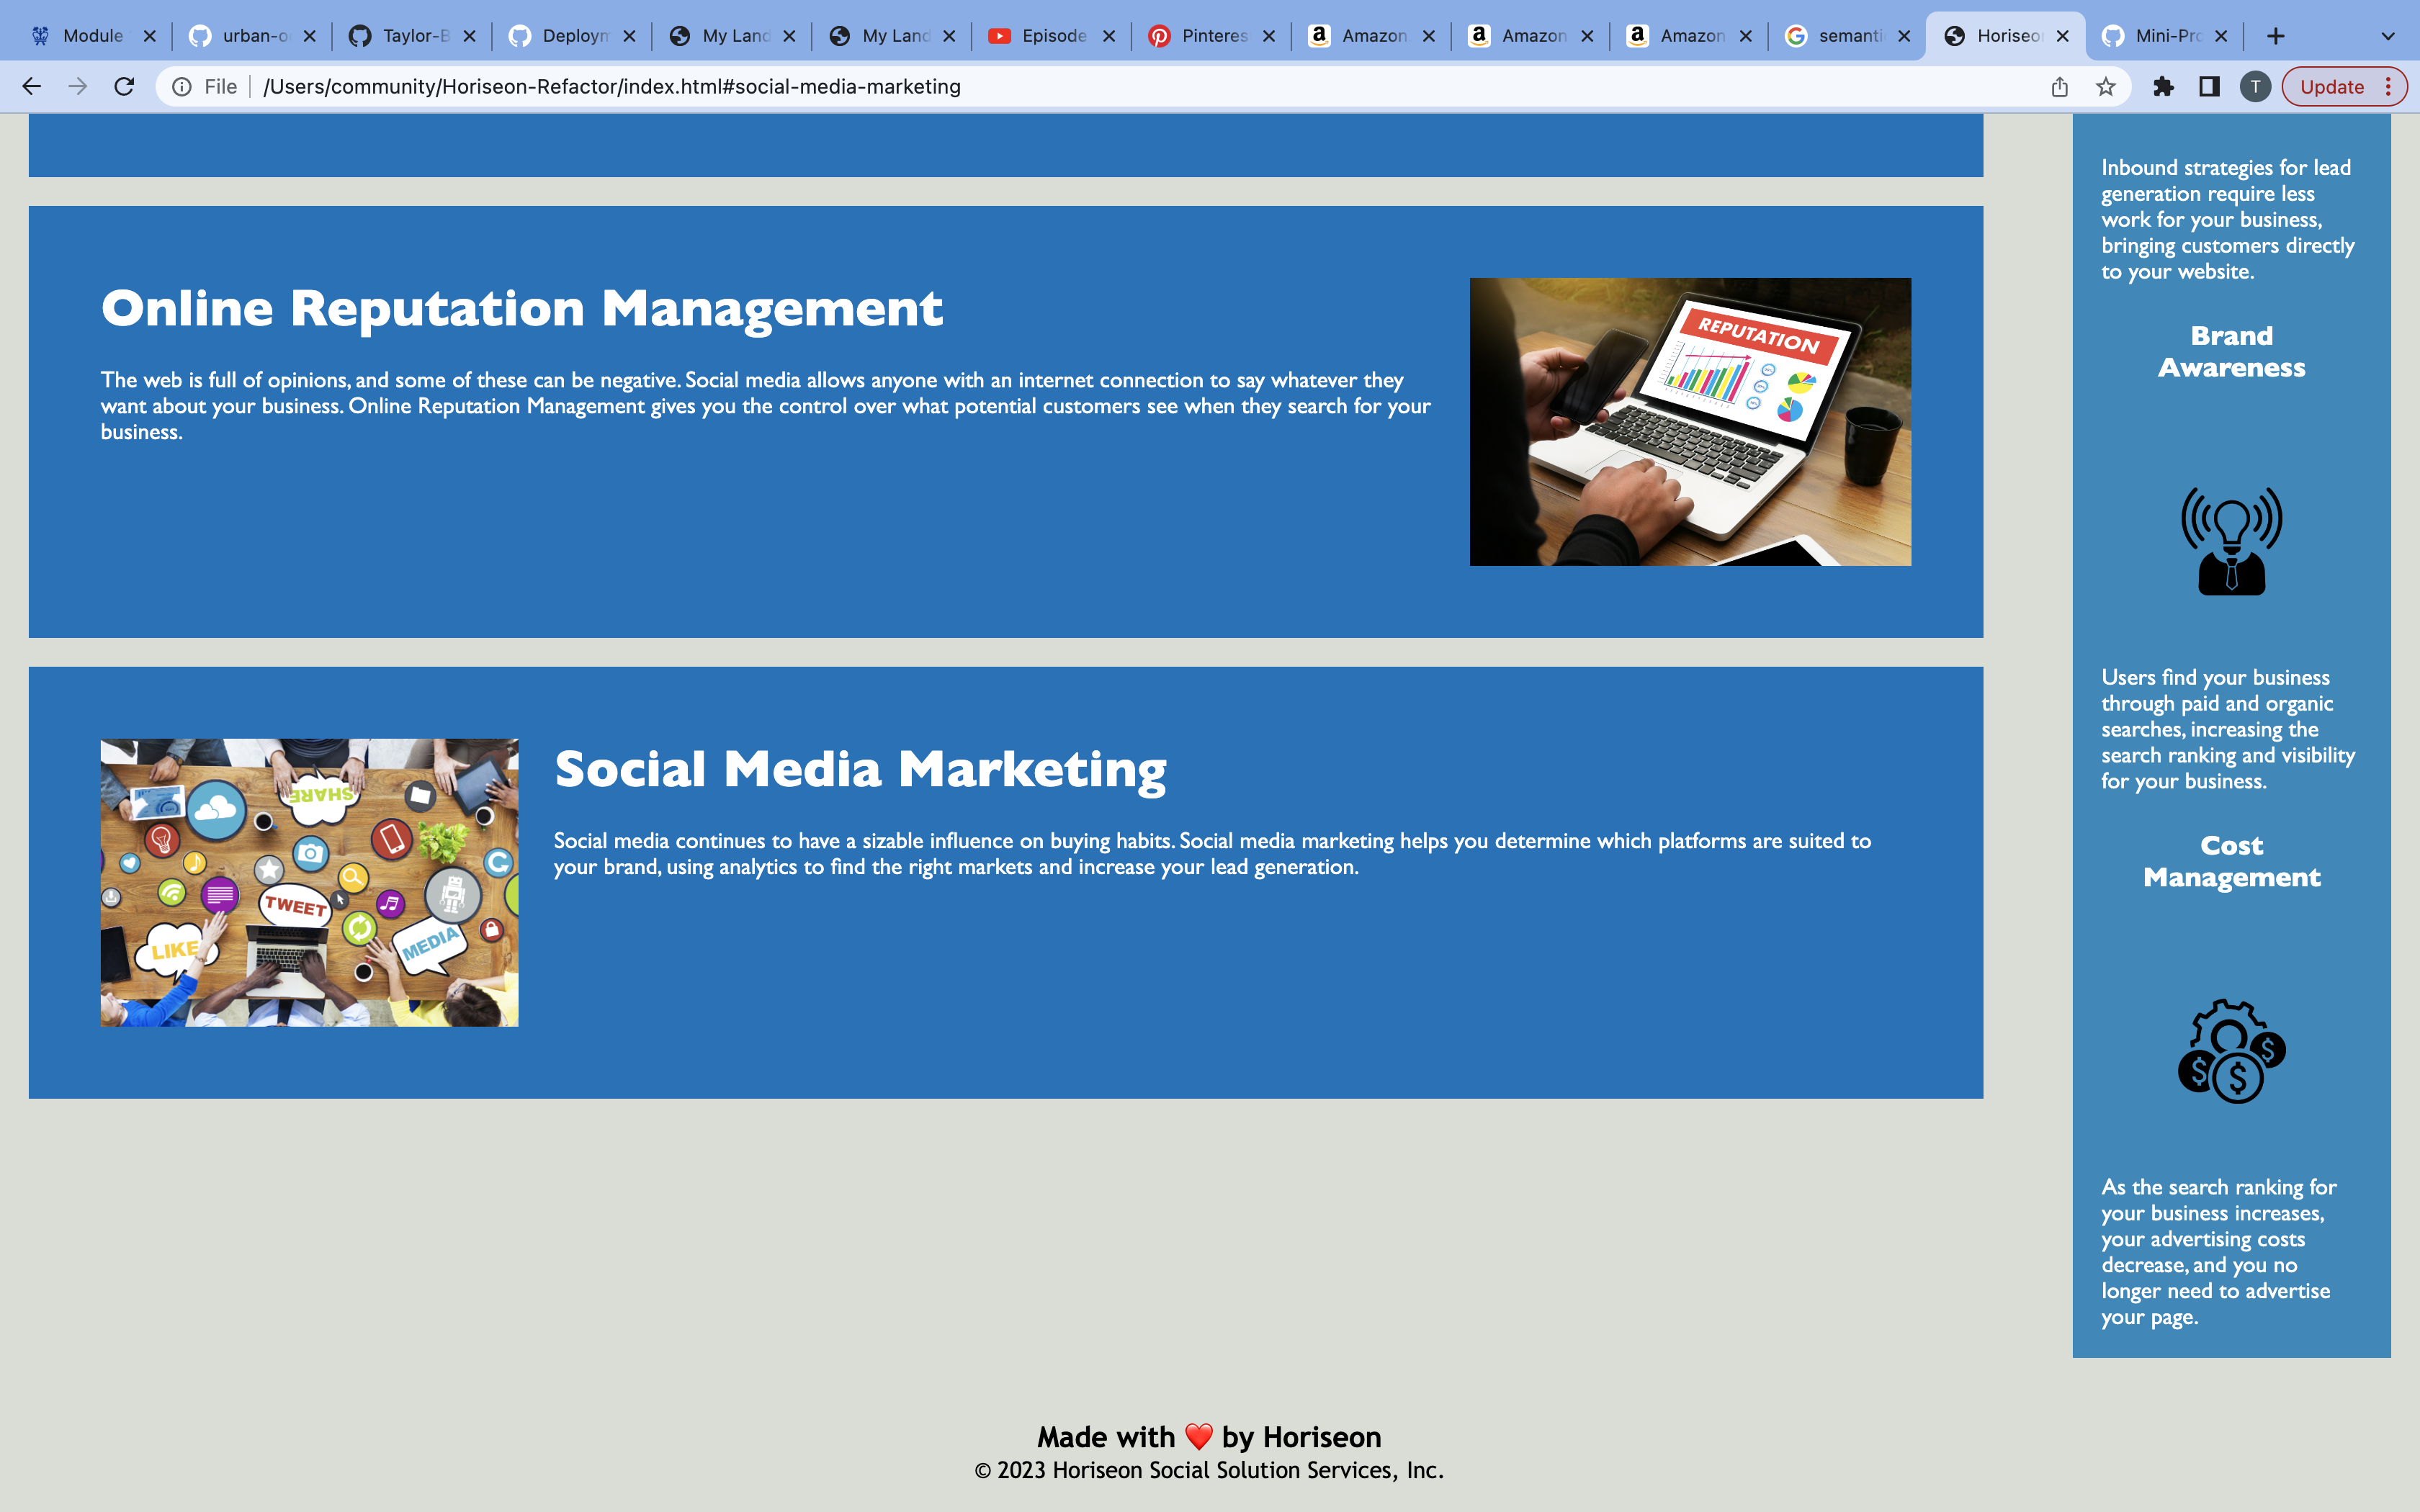 Module
urban-o
Taylor-B
Deploym
My Land
My Land
Episode
Pinteres
Amazon.
Amazon
Amazon
semanti
Horiseon
Mini-Pro
File
/Users/community/Horiseon-Refactor/index.html#social-media-marketing
T
Update
Online Reputation Management
The web is full of opinions, and some of these can be negative. Social media allows anyone with an internet connection to say whatever they
want about your business. Online Reputation Management gives you the control over what potential customers see when they search for your
business.
REPUTATION
SHARE
TWEET
LIKE
MEDIA
Social Media Marketing
Social media continues to have a sizable influence on buying habits. Social media marketing helps you determine which platforms are suited to
your brand, using analytics to find the right markets and increase your lead generation.
Inbound strategies for lead
generation require less
work for your business,
bringing customers directly
to your website.
Brand
Awareness
Users find your business
through paid and organic
searches, increasing the
search ranking and visibility
for your business.
Cost
Management
$ $ $
As the search ranking for
your business increases,
your advertising costs
decrease, and you no
longer need to advertise
your page.
Made with ❤️ by Horiseon
© 2023 Horiseon Social Solution Services, Inc.